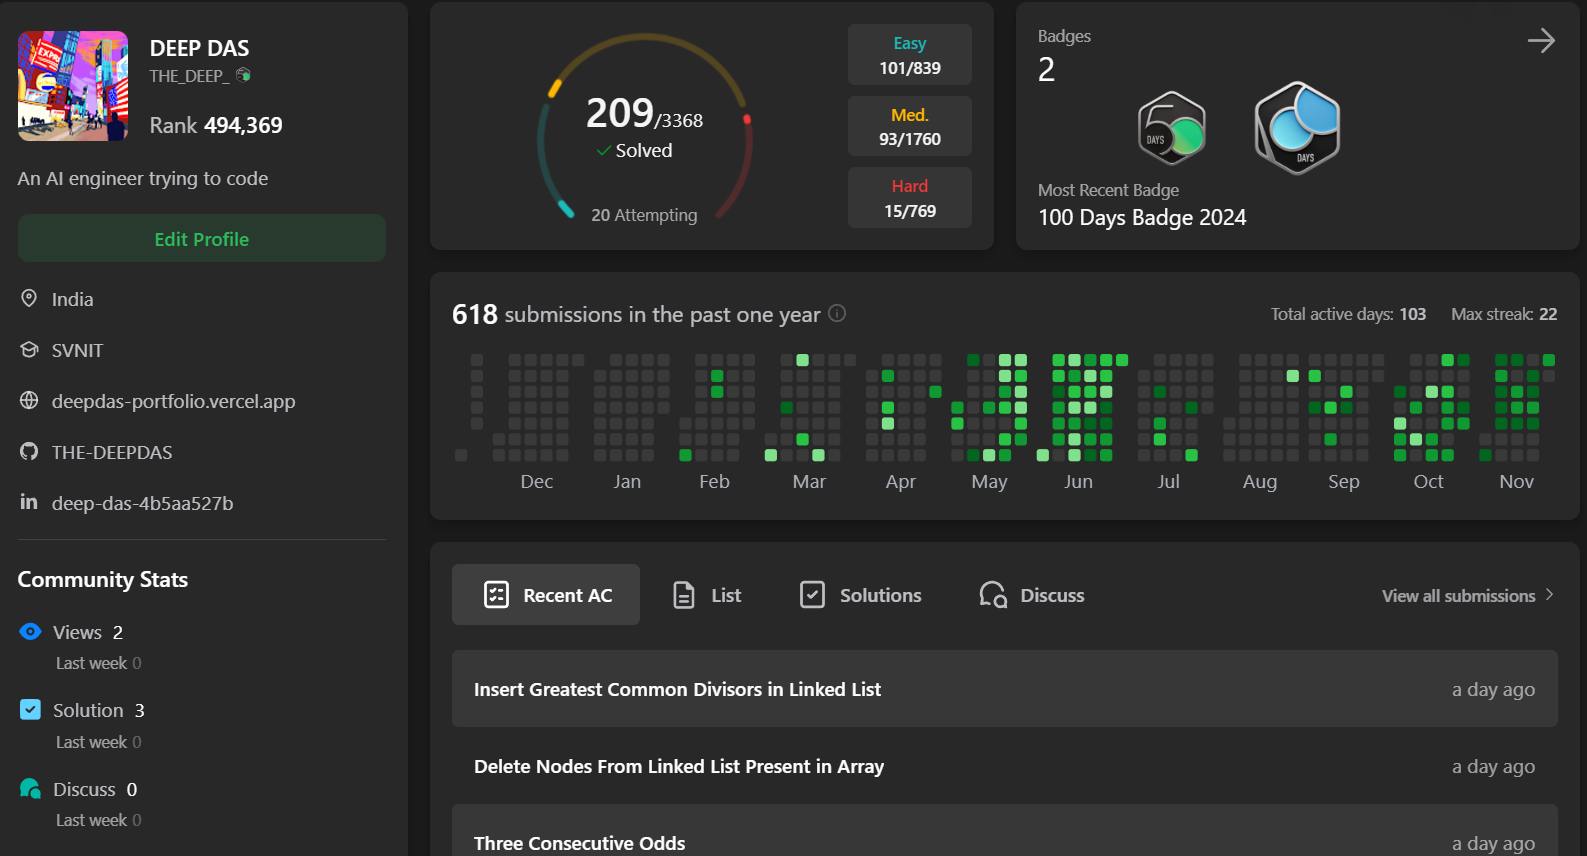 DEEP DAS
THE_DEEP_
Rank 494,369
An AI engineer trying to code
Edit Profile
India
SVNIT
deepdas-portfolio.vercel.app
THE-DEEPDAS
deep-das-4b5aa527b
Community Stats
Views 2
Last week 0
Solution 3
Last week 0
Discuss 0
Last week 0
209/3368
Solved
20 Attempting
Easy
101/839
Med.
93/1760
Hard
15/769
Badges
2
DAYS
DAYS
Most Recent Badge
100 Days Badge 2024
618 submissions in the past one year
Total active days: 103 Max streak: 22
Dec Jan Feb Mar Apr May Jun Jul Aug Sep Oct Nov
Recent AC List Solutions Discuss View all submissions
Insert Greatest Common Divisors in Linked List a day ago
Delete Nodes From Linked List Present in Array a day ago
Three Consecutive Odds a day ago